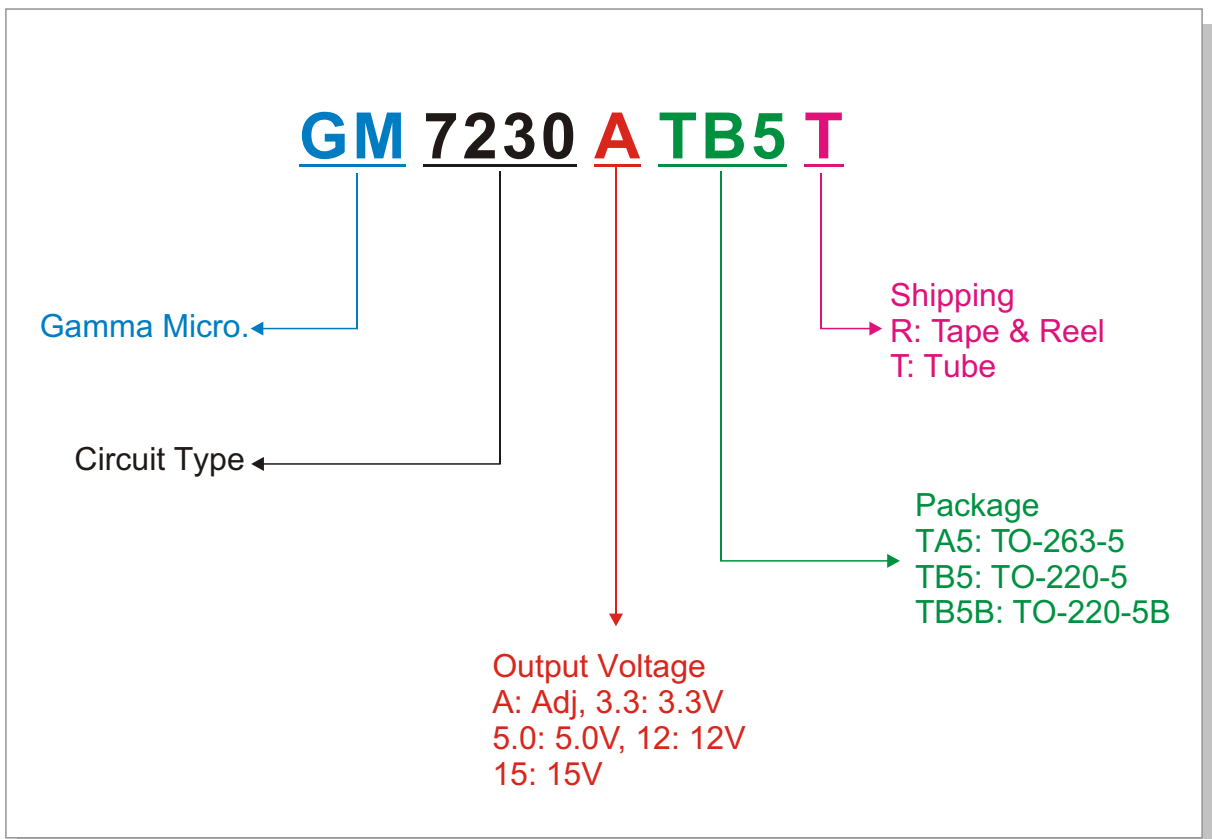 GM 7230 A TB5 T
Gamma Micro.
Shipping
R: Tape & Reel
T: Tube
Circuit Type
Package
TA5: TO-263-5
TB5: TO-220-5
TB5B: TO-220-5B
Output Voltage
A: Adj, 3.3: 3.3V
5.0: 5.0V, 12: 12V
15: 15V